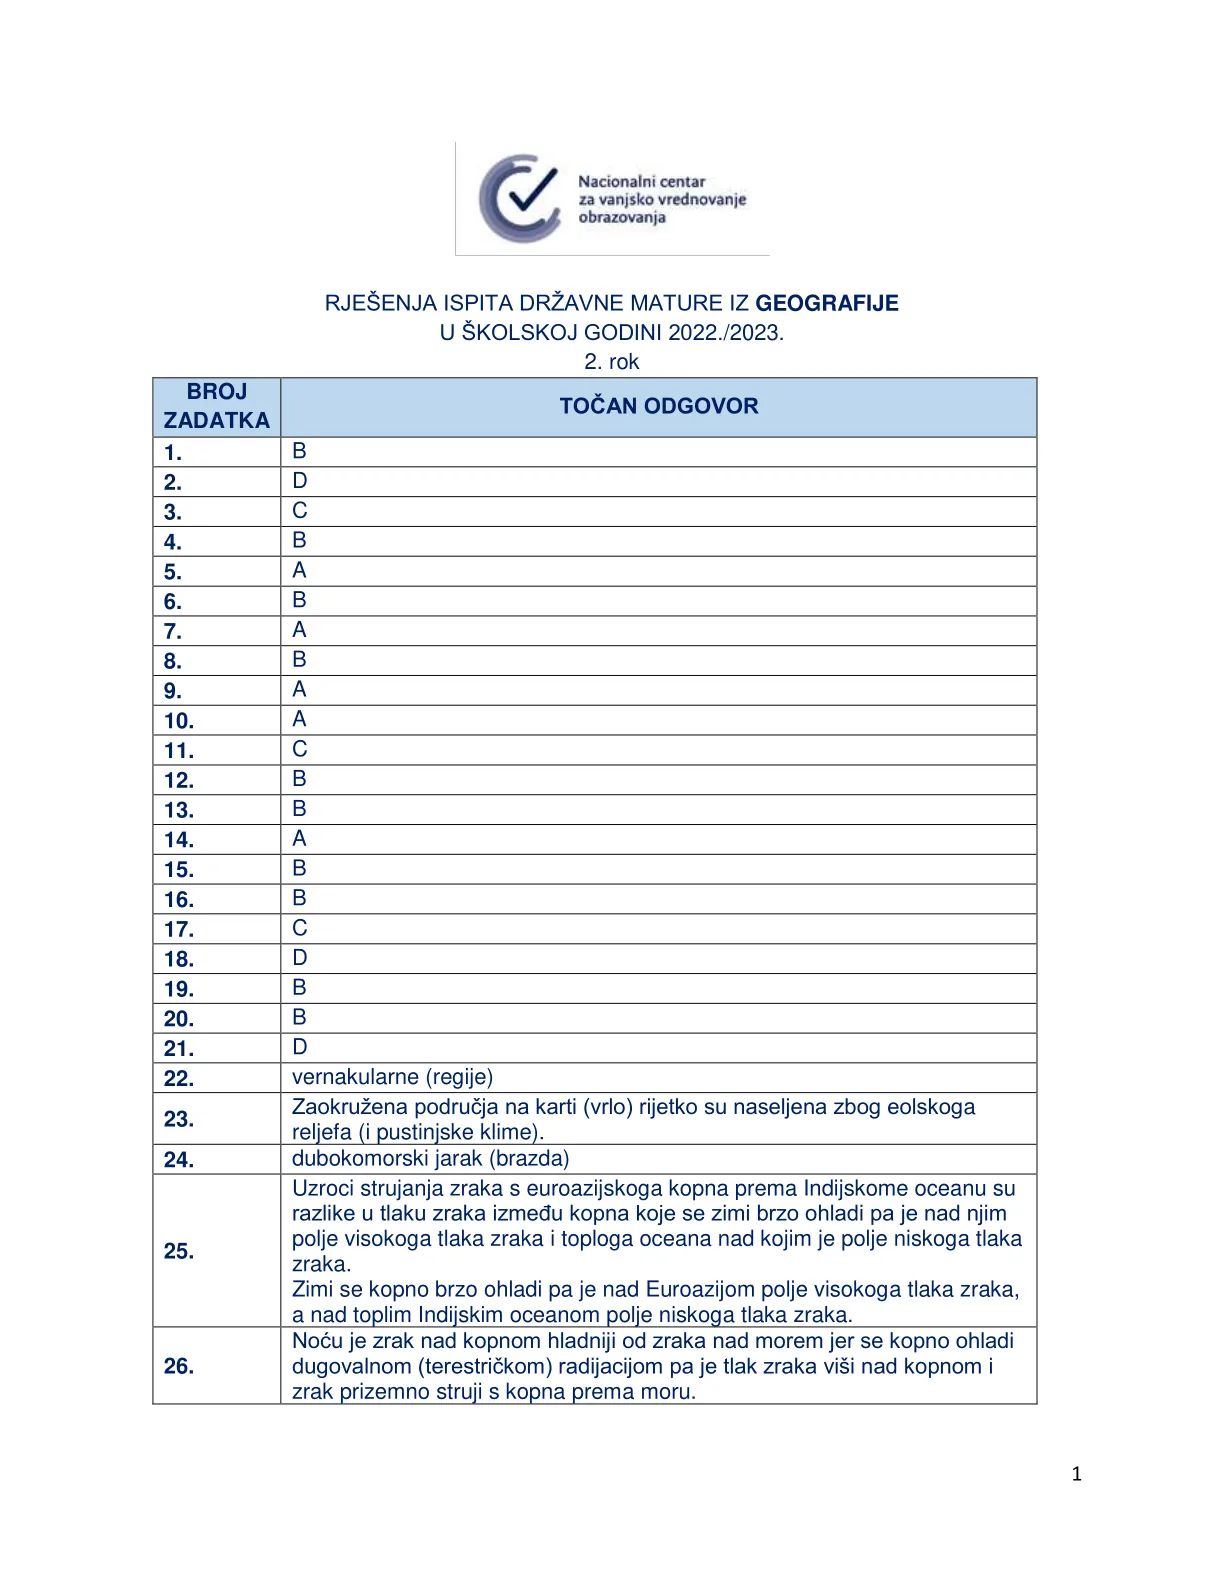 Nacionalni centar
za vanjsko vrednovanje
obrazovanja
RJEŠENJA ISPITA DRŽAVNE MATURE IZ GEOGRAFIJE
U ŠKOLSKOJ GODINI 2022./2023.
2. rok
BROJ
ZADATKA
TOČAN ODGOVOR
1. B
2. D
3. C
4. B
5. A
6. B
7. A
8. B
9. A
10. A
11. C
12. B
13. B
14. A
15. B
16. B
17. C
18. D
19. B
20. B
21. D
22. vernakularne (regije)
23. Zaokružena područja na karti (vrlo) rijetko su naseljena zbog eolskoga
reljefa (i pustinjske klime).
24. dubokomorski jarak (brazda)
25. Uzroci strujanja zraka s euroazijskoga kopna prema Indijskome oceanu su
razlike u tlaku zraka između kopna koje se zimi brzo ohladi pa je nad njim
polje visokoga tlaka zraka i toploga oceana nad kojim je polje niskoga tlaka
zraka.
Zimi se kopno brzo ohladi pa je nad Euroazijom polje visokoga tlaka zraka,
a nad toplim Indijskim oceanom polje niskoga tlaka zraka.
26. Noću je zrak nad kopnom hladniji od zraka nad morem jer se kopno ohladi
dugovalnom (terestričkom) radijacijom pa je tlak zraka viši nad kopnom i
zrak prizemno struji s kopna prema moru.
1